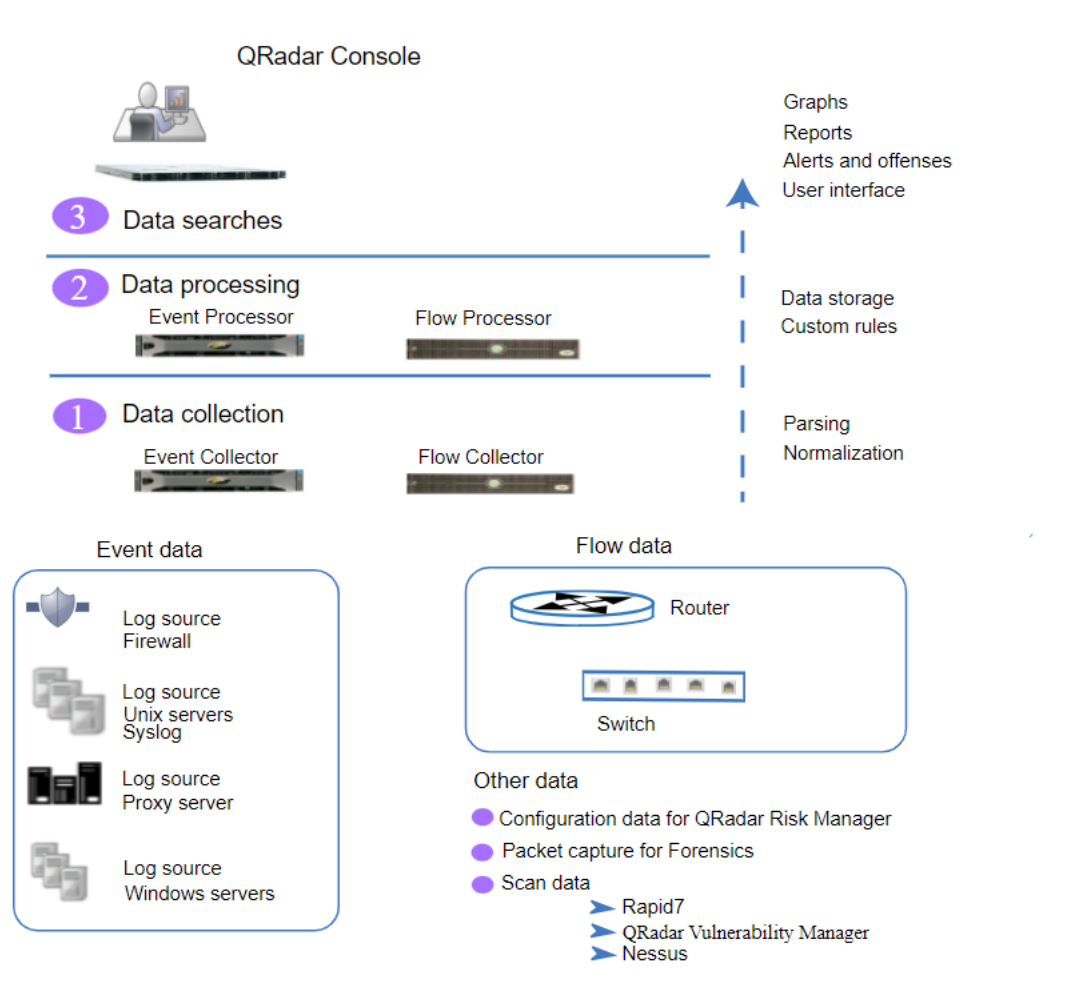 QRadar Console
Graphs
Reports
Alerts and offenses
User interface
3 Data searches
2 Data processing
Event Processor
Flow Processor
Data storage
Custom rules
1 Data collection
Event Collector
Flow Collector
Parsing
Normalization
Event data
Log source
Firewall
Log source
Unix servers
Syslog
Log source
Proxy server
Log source
Windows servers
Flow data
Router
Switch
Other data
Configuration data for QRadar Risk Manager
Packet capture for Forensics
Scan data
Rapid7
QRadar Vulnerability Manager
Nessus